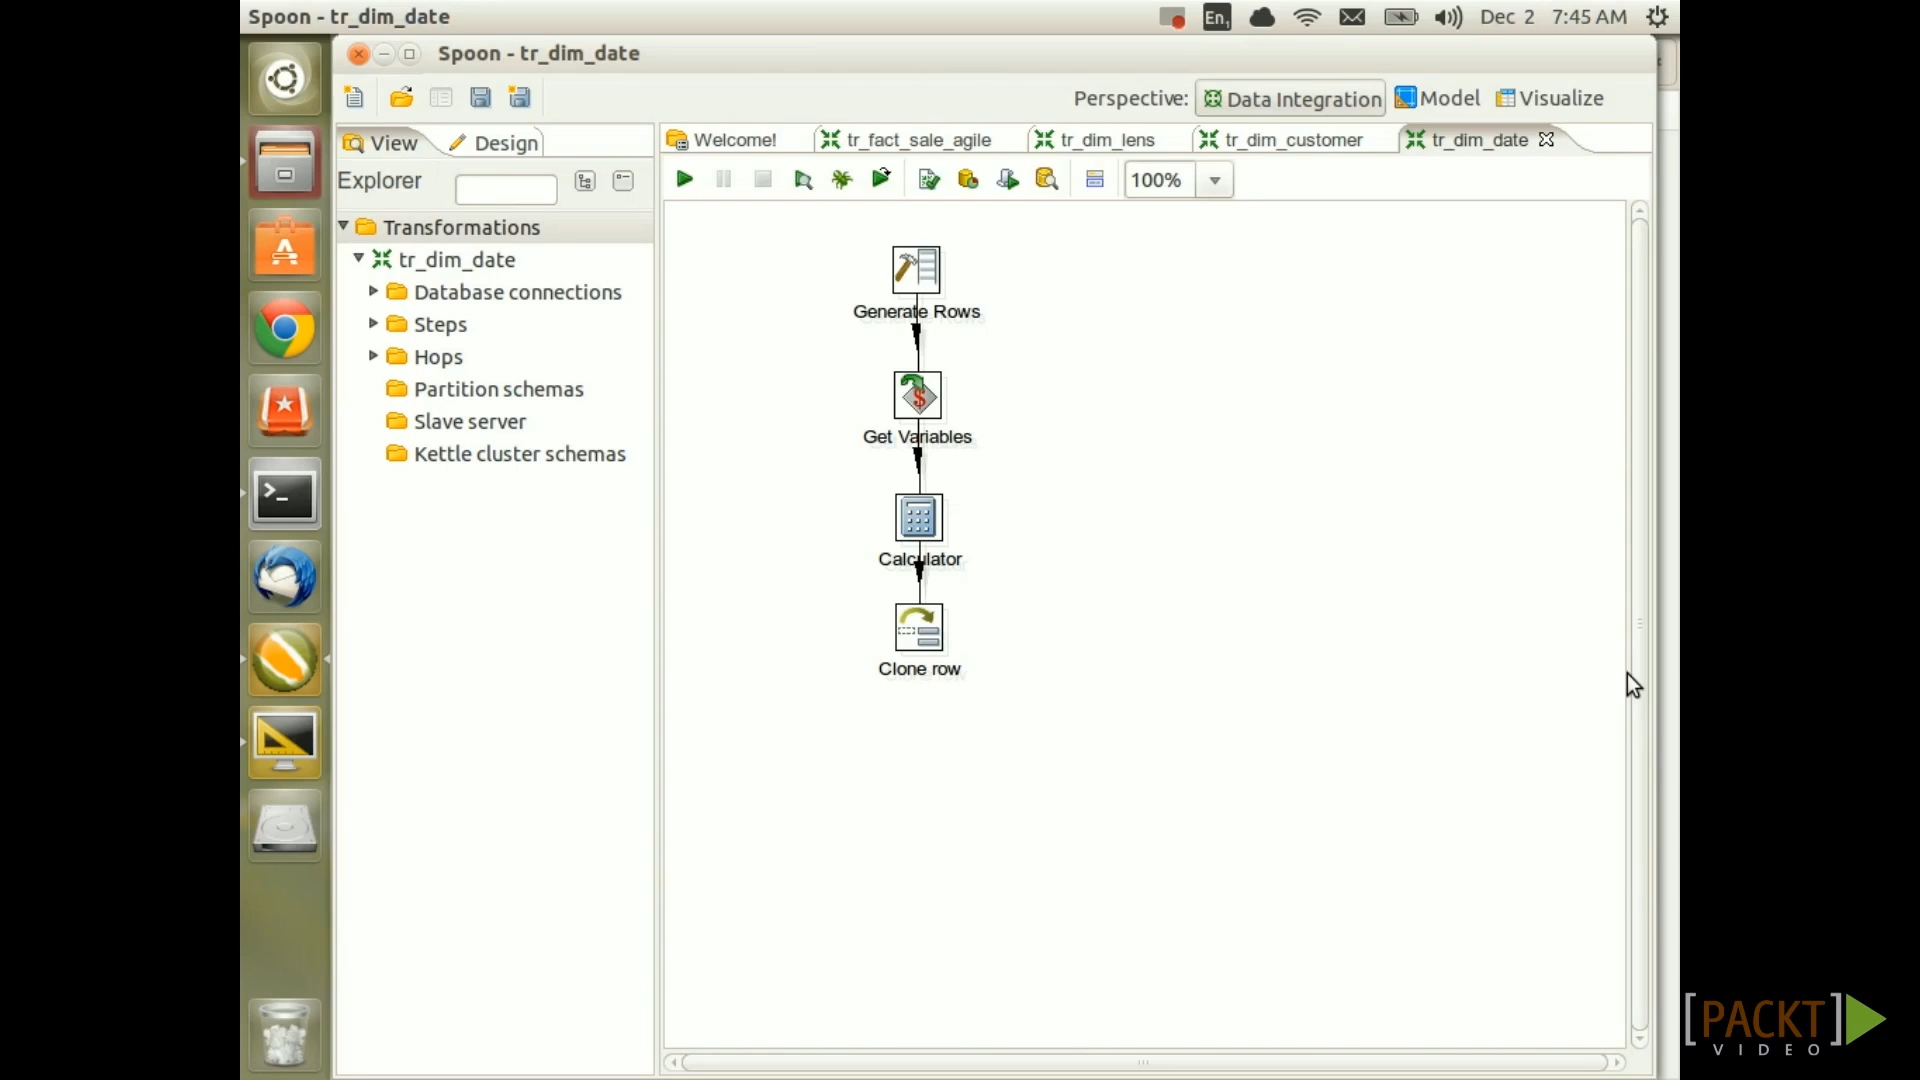 Spoon - tr_dim_date
En1 Dec 2 7:45 AM
Spoon - tr_dim_date
Perspective: Data Integration Model Visualize
View Design
Welcome! tr_fact_sale_agile tr_dim_lens tr_dim_customer tr_dim_date
Explorer
100%
Transformations
tr_dim_date
Database connections
Steps
Hops
Partition schemas
Slave server
Kettle cluster schemas
Generate Rows
Get Variables
Calculator
Clone row
[PACKT]
VIDEO